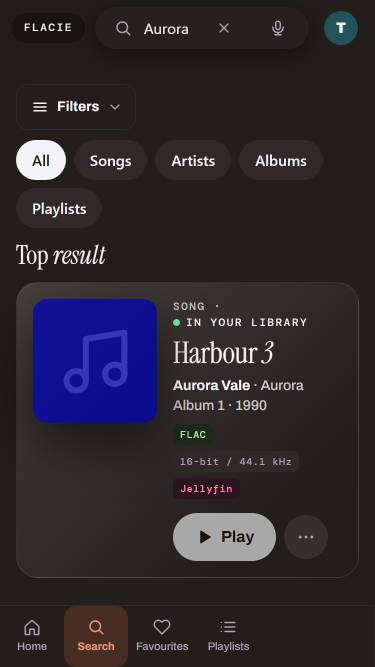 FLACIE
Aurora
T
Filters
All
Songs
Artists
Albums
Playlists
Top result
SONG ·
IN YOUR LIBRARY
Harbour 3
Aurora Vale · Aurora
Album 1 · 1990
FLAC
16-bit / 44.1 kHz
Jellyfin
Play
Home
Search
Favourites
Playlists